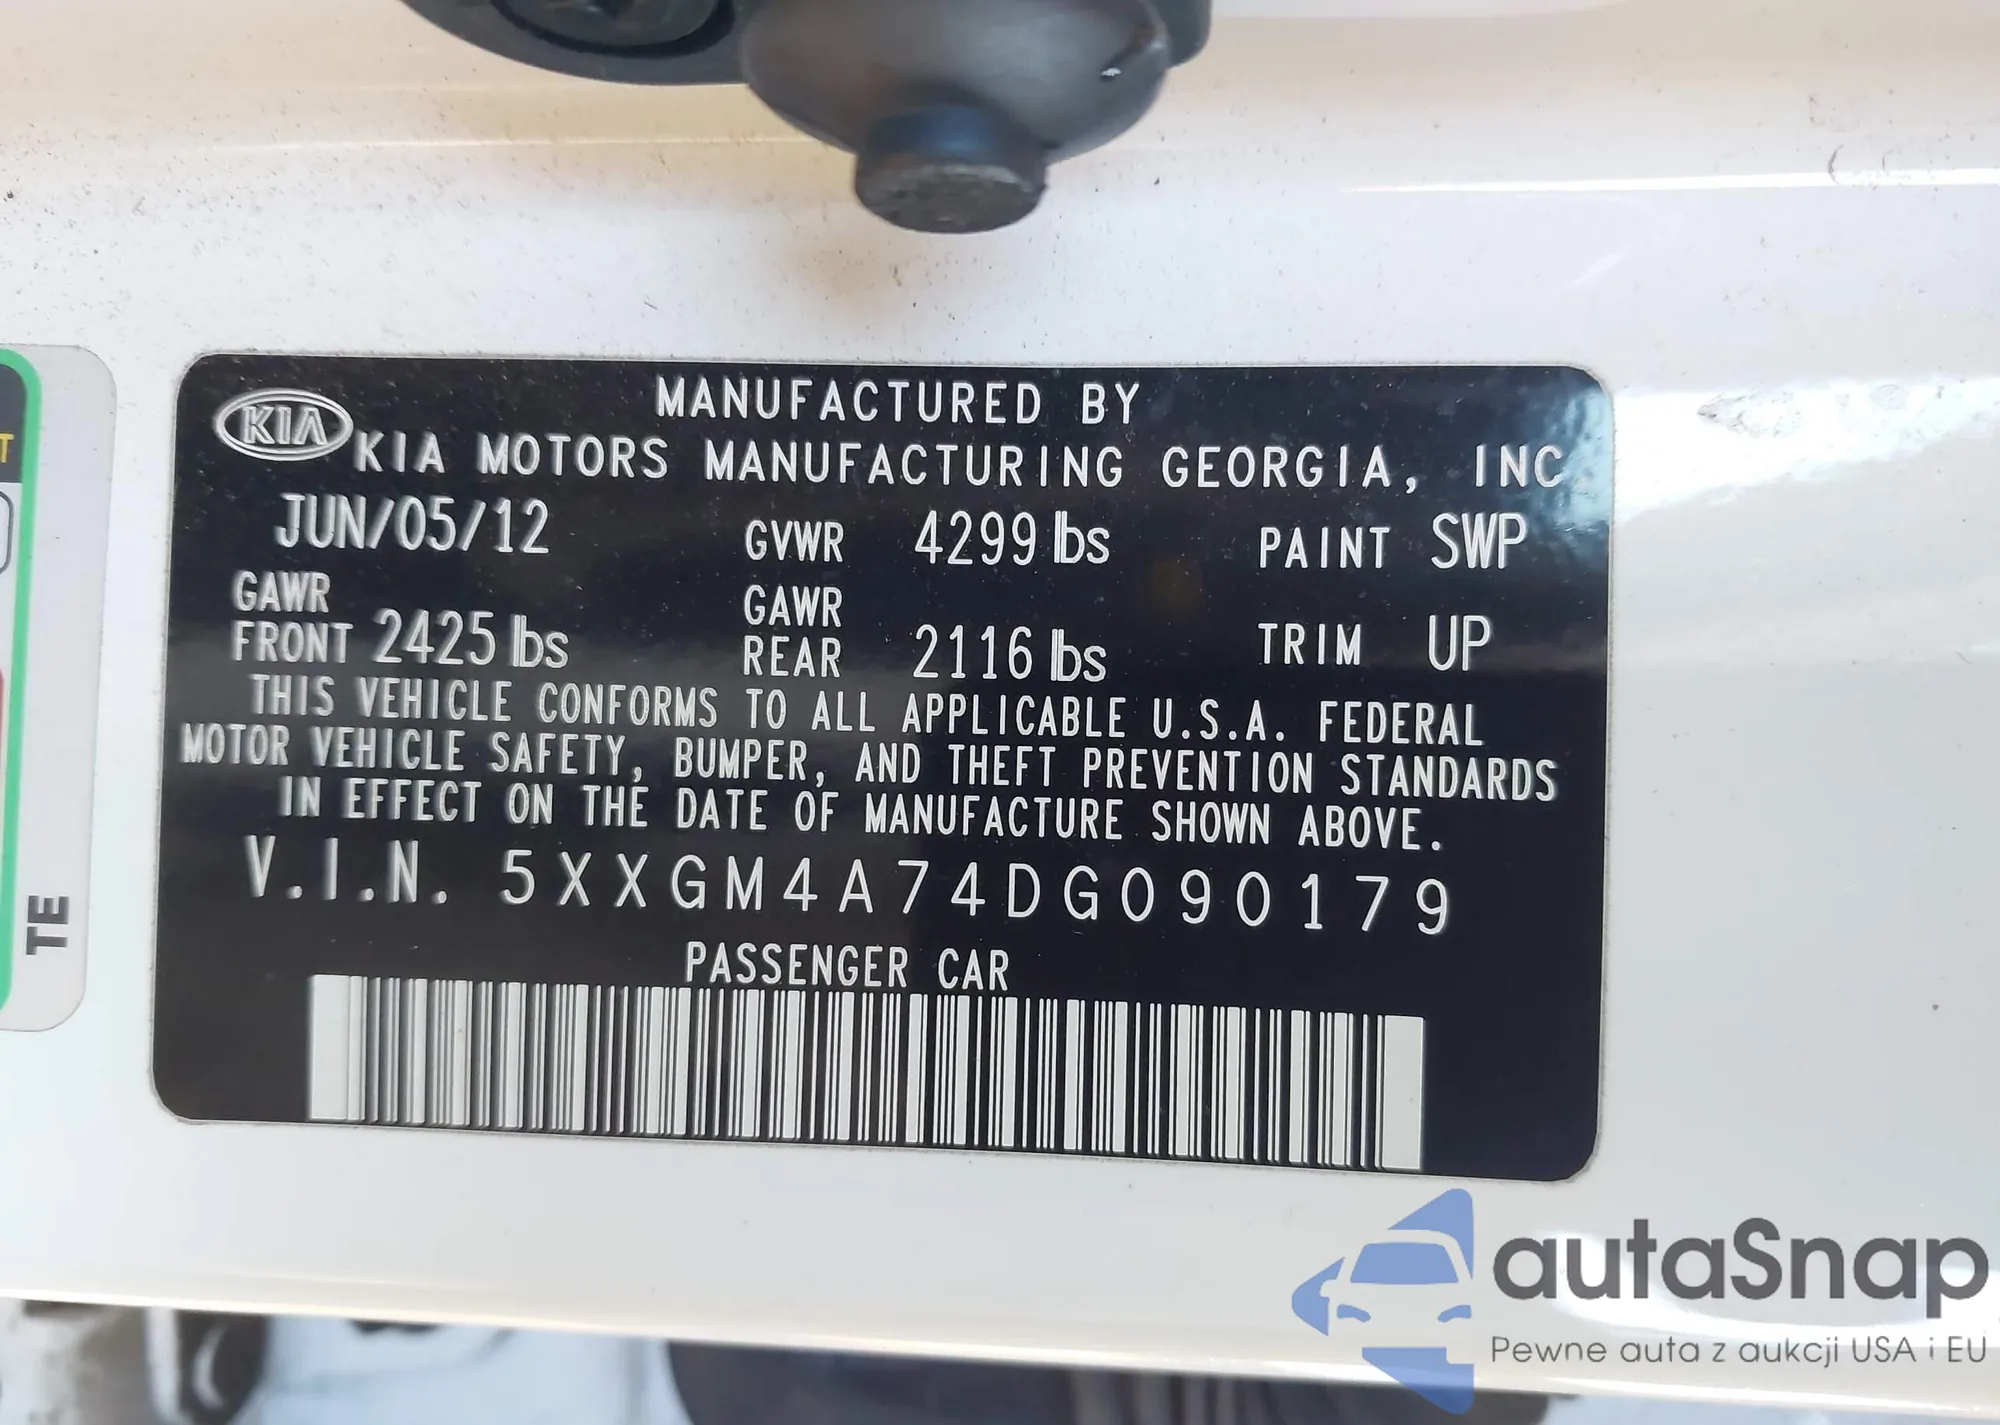 MANUFACTURED BY
KIA KIA MOTORS MANUFACTURING GEORGIA, INC.
JUN/05/12 GVWR 4299 lbs PAINT SWP
GAWR FRONT 2425 lbs GAWR REAR 2116 lbs TRIM UP
THIS VEHICLE CONFORMS TO ALL APPLICABLE U.S.A. FEDERAL
MOTOR VEHICLE SAFETY, BUMPER, AND THEFT PREVENTION STANDARDS
IN EFFECT ON THE DATE OF MANUFACTURE SHOWN ABOVE.
V.I.N. 5XXGM4A74DG090179
PASSENGER CAR
T
TE
autaSnap
Pewne auta z aukcji USA i EU